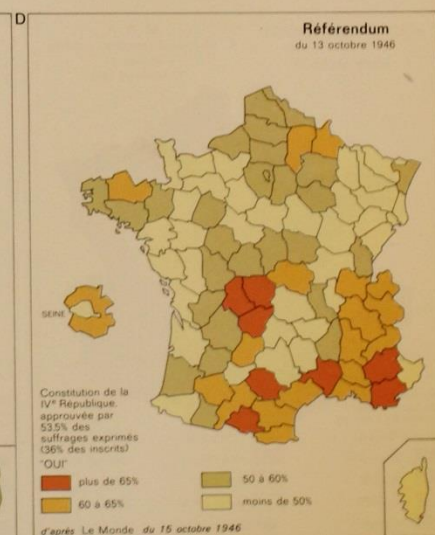 D
Référendum
du 13 octobre 1946
SEINE
Constitution de la
IVe République,
approuvée par
53,5% des
suffrages exprimés
(36% des inscrits)
"OUI"
plus de 65%
60 à 65%
50 à 60%
moins de 50%
d'après Le Monde du 15 octobre 1946